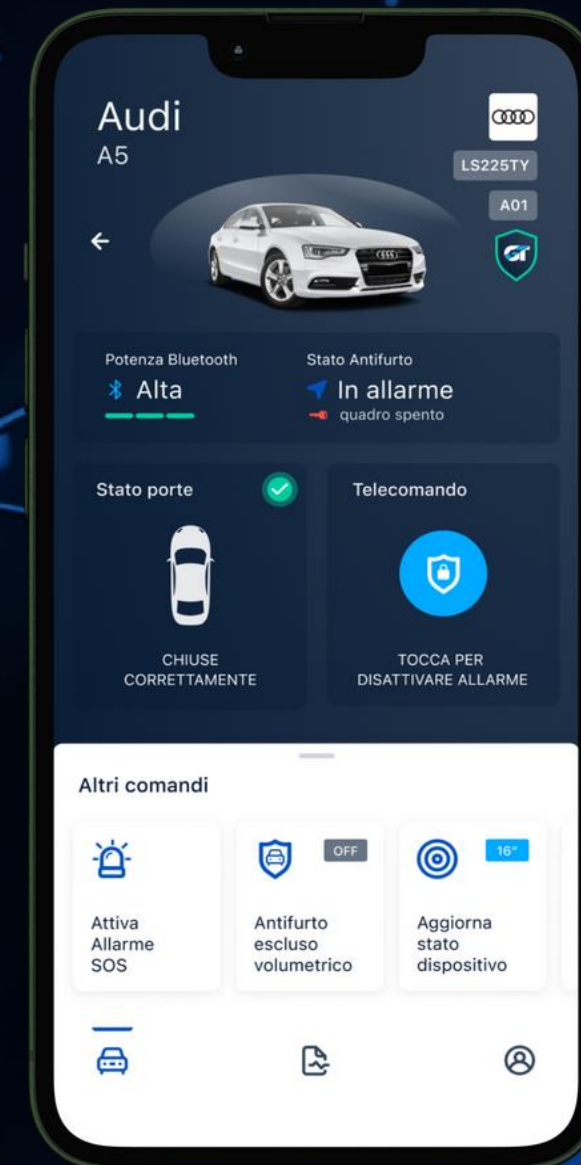 Audi
A5
LS225TY
A01
GT
Potenza Bluetooth
Alta
Stato Antifurto
In allarme
quadro spento
Stato porte
CHIUSE
CORRETTAMENTE
Telecomando
TOCCA PER
DISATTIVARE ALLARME
Altri comandi
Attiva
Allarme
SOS
OFF
Antifurto
escluso
volumetrico
16"
Aggiorna
stato
dispositivo